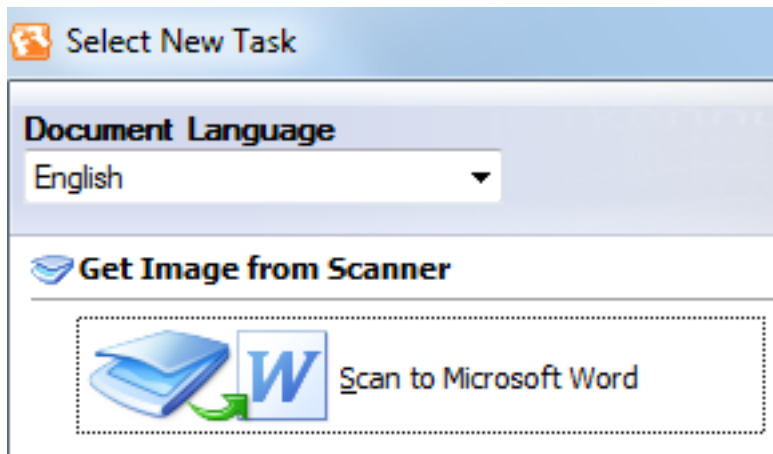 Select New Task
Document Language
English
Get Image from Scanner
W Scan to Microsoft Word